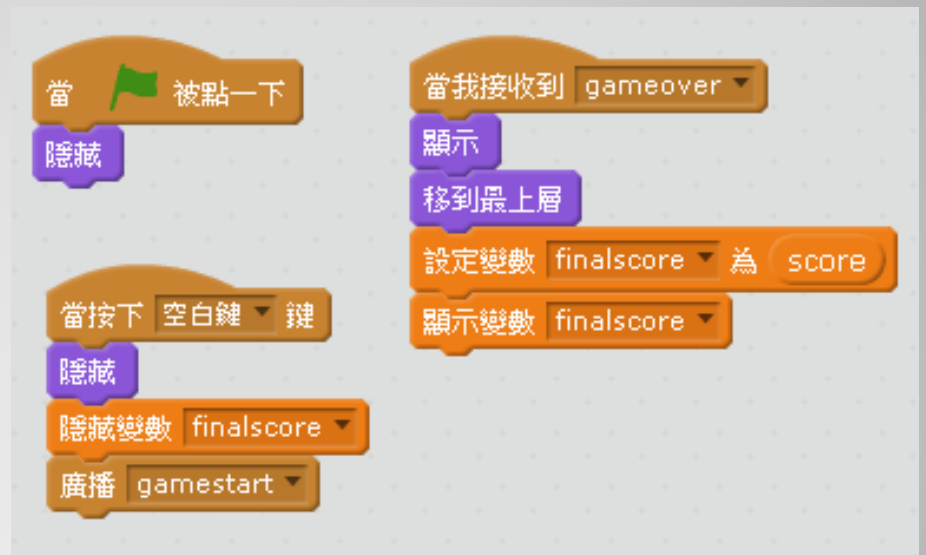 當 被點一下
隱藏
當按下 空白鍵 鍵
隱藏
隱藏變數 finalscore
廣播 gamestart
當我接收到 gameover
顯示
移到最上層
設定變數 finalscore 為 score
顯示變數 finalscore